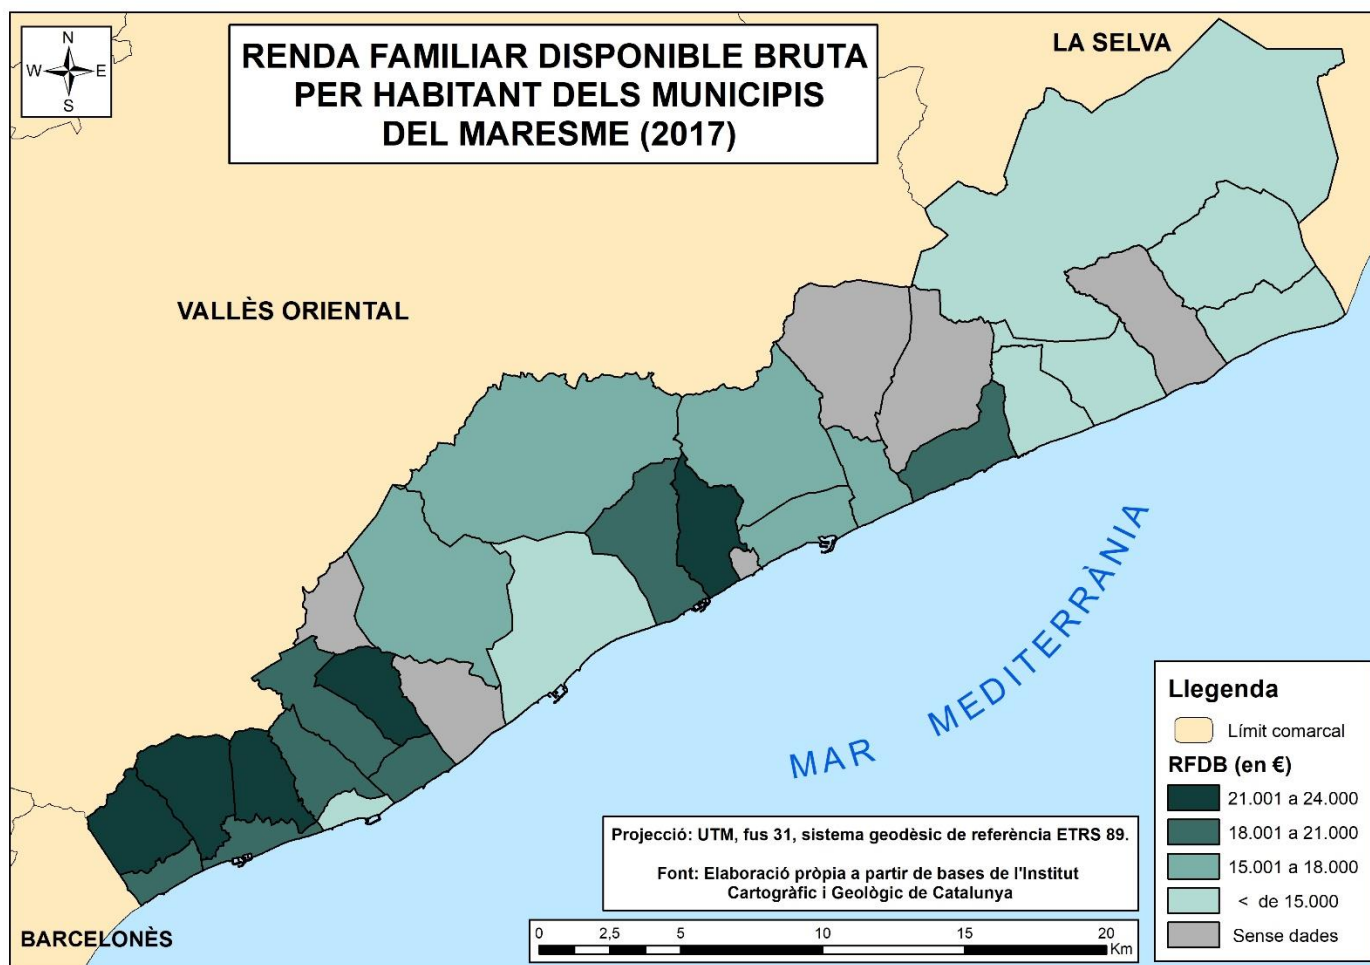 N
W E
S
RENDA FAMILIAR DISPONIBLE BRUTA
PER HABITANT DELS MUNICIPIS
DEL MARESME (2017)
LA SELVA
VALLÈS ORIENTAL
MAR MEDITERRÀNIA
BARCELONÈS
Projecció: UTM, fus 31, sistema geodèsic de referència ETRS 89.
Font: Elaboració pròpia a partir de bases de l'Institut
Cartogràfic i Geològic de Catalunya
0 2,5 5 10 15 20
Km
Llegenda
Límit comarcal
RFDB (en €)
21.001 a 24.000
18.001 a 21.000
15.001 a 18.000
< de 15.000
Sense dades